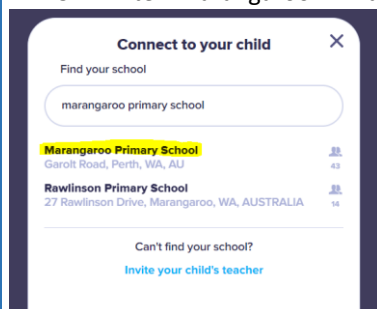 Connect to your child
Find your school
marangaroo primary school
Marangaroo Primary School
Garolt Road, Perth, WA, AU
43
Rawlinson Primary School
27 Rawlinson Drive, Marangaroo, WA, AUSTRALIA
14
Can't find your school?
Invite your child's teacher